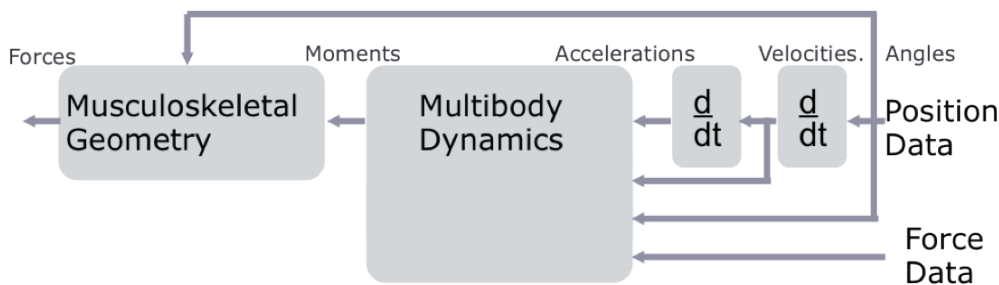 Forces
Moments
Accelerations
Velocities.
Angles
Musculoskeletal
Geometry
Multibody
Dynamics
d
dt
d
dt
Position
Data
Force
Data